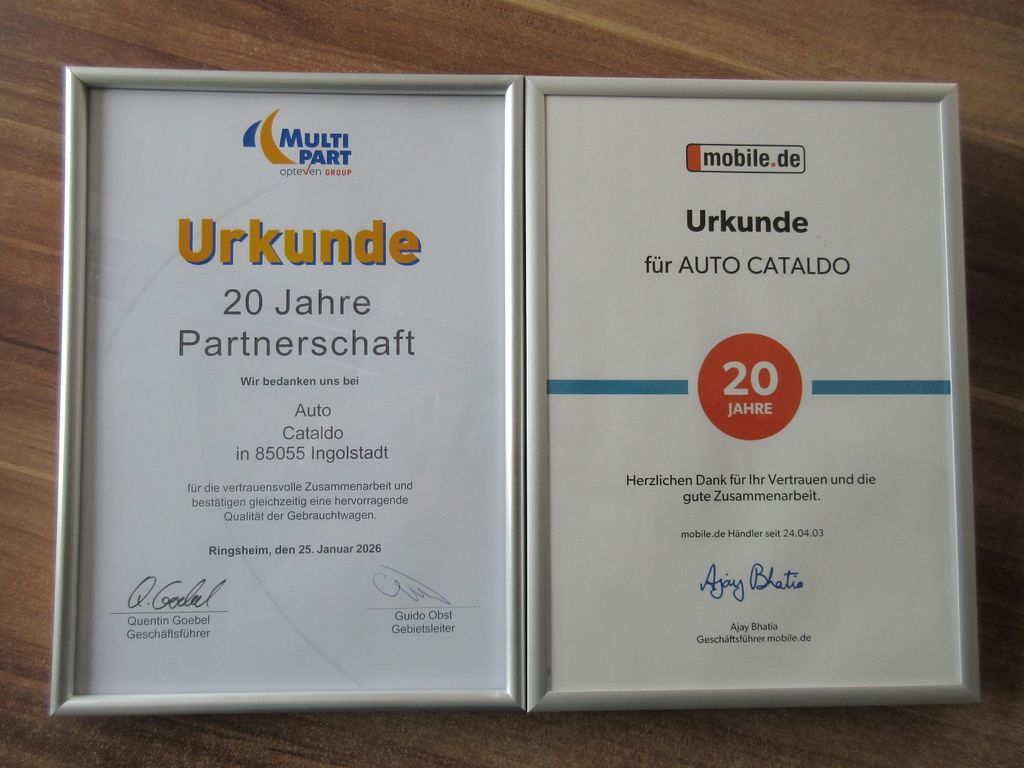 MULTI
PART
opteven GROUP
Urkunde
20 Jahre
Partnerschaft
Wir bedanken uns bei
Auto
Cataldo
in 85055 Ingolstadt
für die vertrauensvolle Zusammenarbeit und
bestätigen gleichzeitig eine hervorragende
Qualität der Gebrauchtwagen.
Ringsheim, den 25. Januar 2026
Q. Goebel
Quentin Goebel
Geschäftsführer
Guido Obst
Gebietsleiter
mobile.de
Urkunde
für AUTO CATALDO
20
JAHRE
Herzlichen Dank für Ihr Vertrauen und die
gute Zusammenarbeit.
mobile.de Händler seit 24.04.03
Ajay Bhatia
Ajay Bhatia
Geschäftsführer mobile.de